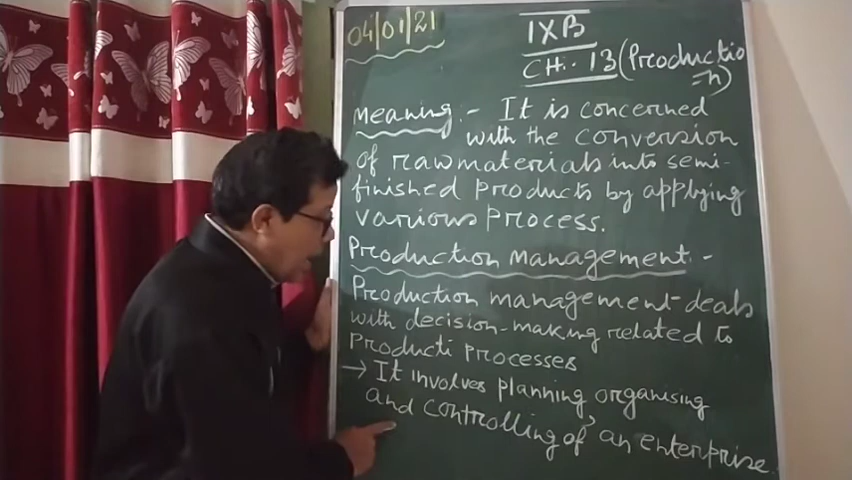 04/01/21
IXB
CH. 13 (Productio
=n)
Meaning :- It is concerned
with the conversion
of rawmaterials into semi-
finished products by applying
various process.
Production management :-
Production management deals
with decision-making related to
Producti processes
→ It involves planning, organising
and controlling of an enterprise.